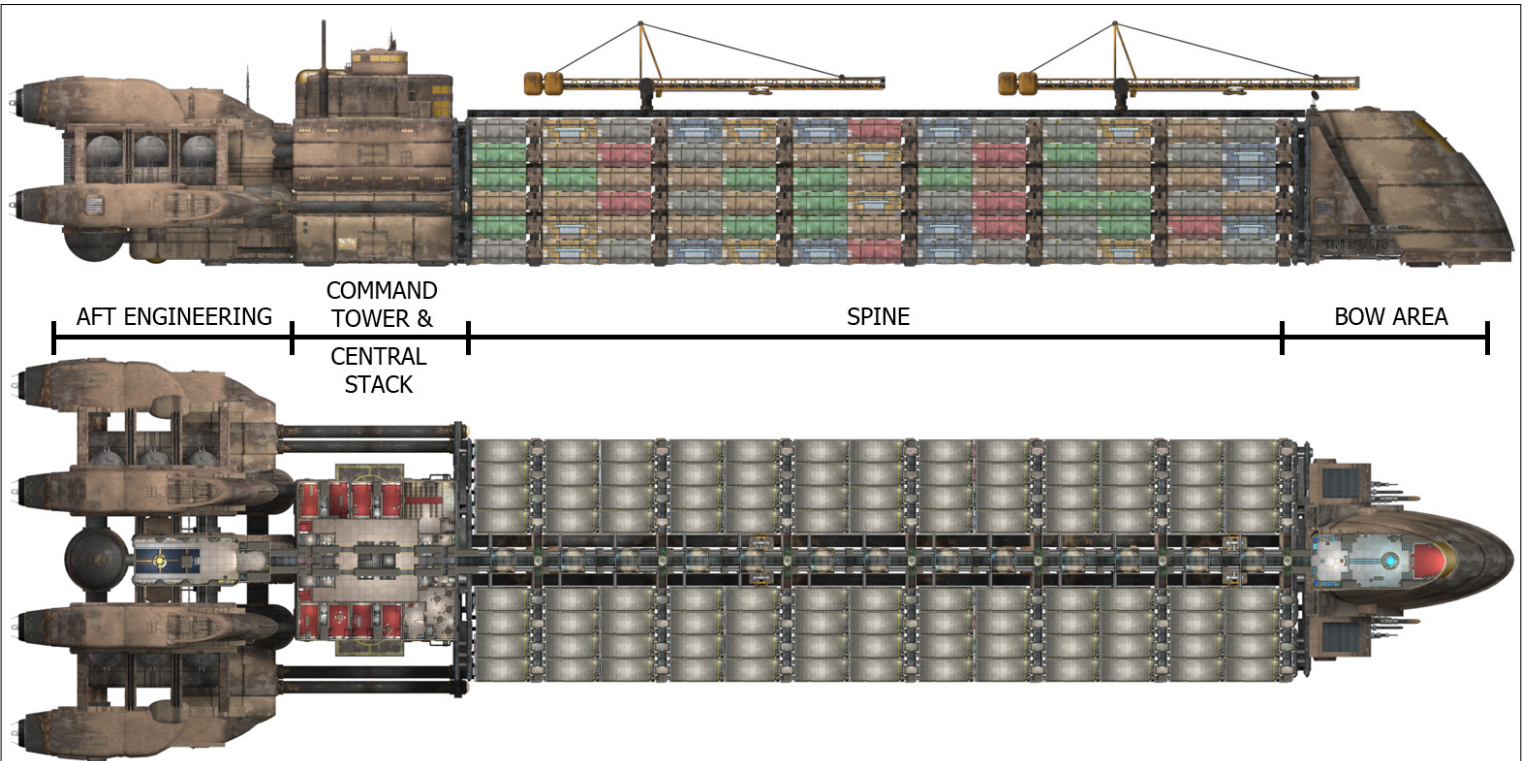 AFT ENGINEERING
COMMAND
TOWER &
CENTRAL
STACK
SPINE
BOW AREA